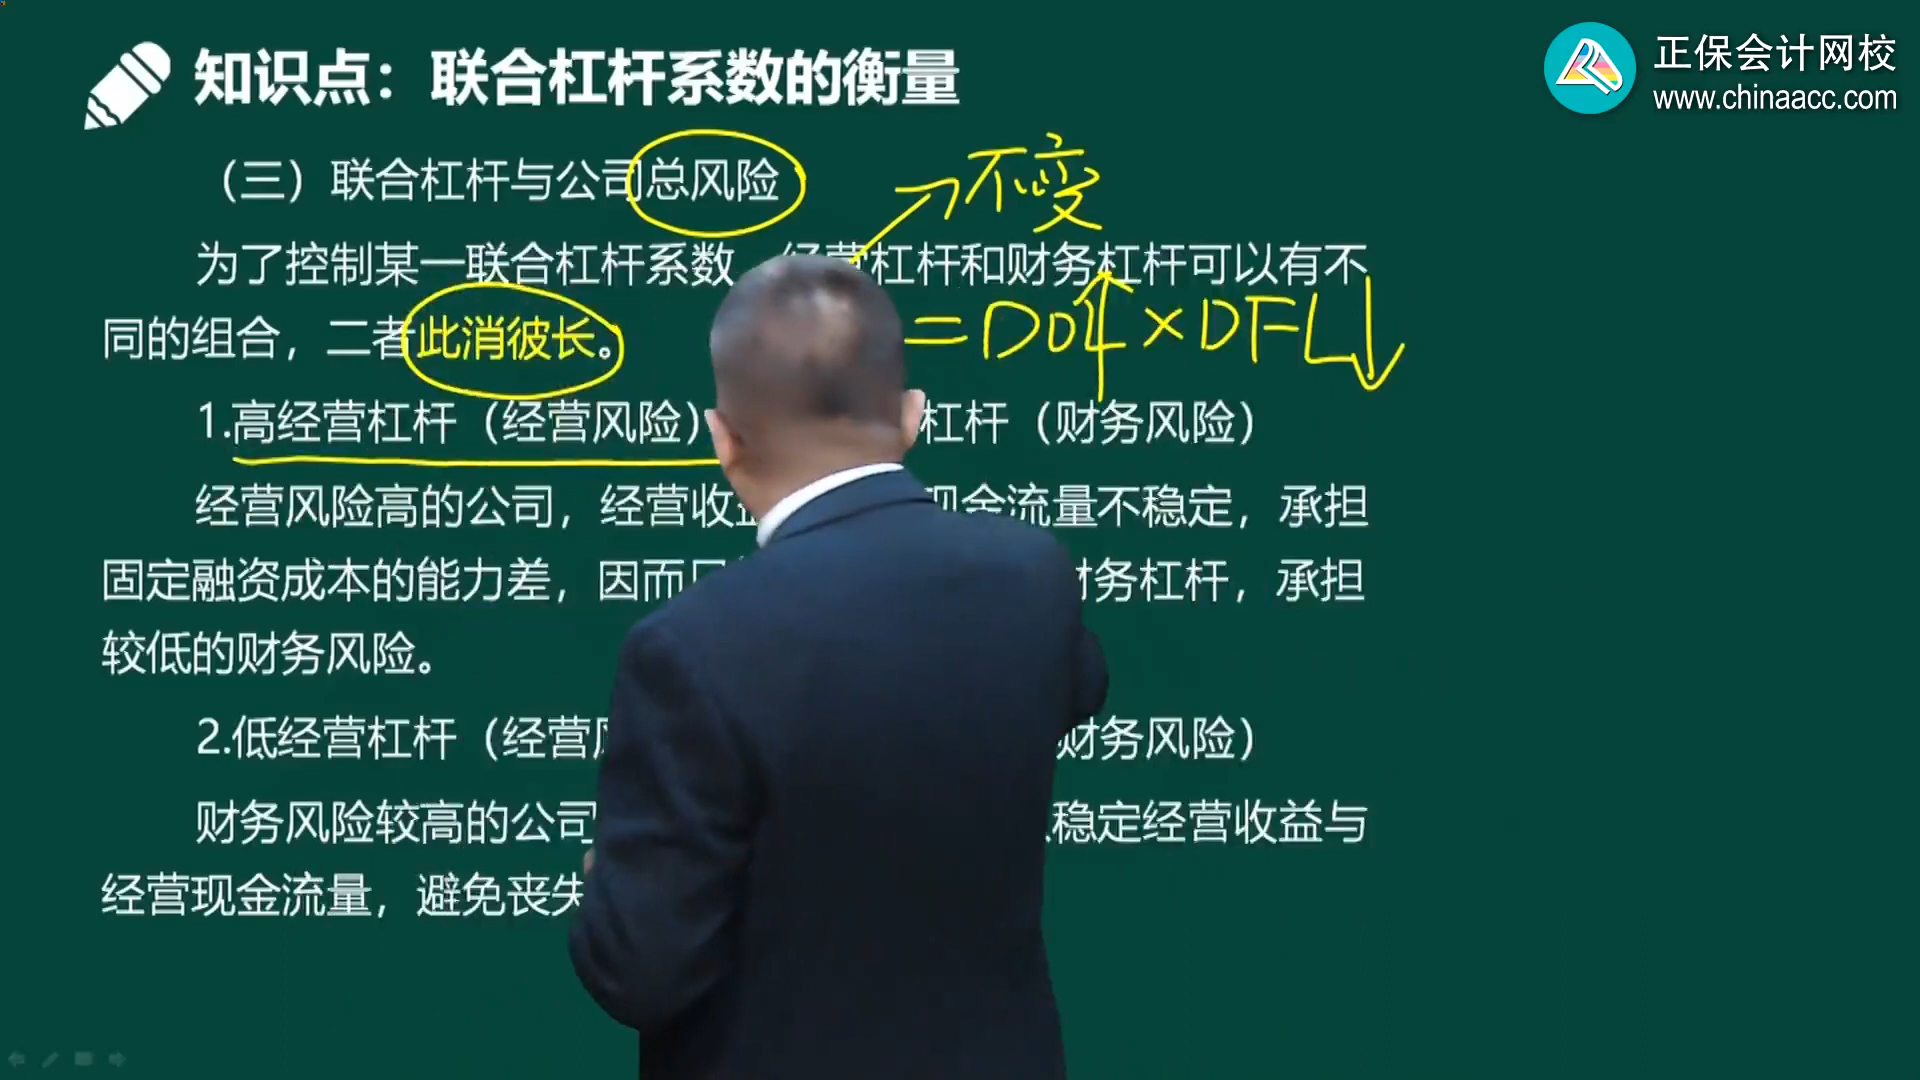 知识点：联合杠杆系数的衡量
正保会计网校
www.chinaacc.com
（三）联合杠杆与公司总风险
不变
为了控制某一联合杠杆系数 经营杠杆和财务杠杆可以有不
同的组合，二者此消彼长。
=DOL↑×DFL↓
1.高经营杠杆（经营风险） 杠杆（财务风险）
经营风险高的公司，经营收益 现金流量不稳定，承担
固定融资成本的能力差，因而 财务杠杆，承担
较低的财务风险。
2.低经营杠杆（经营风 财务风险）
财务风险较高的公司 稳定经营收益与
经营现金流量，避免丧失